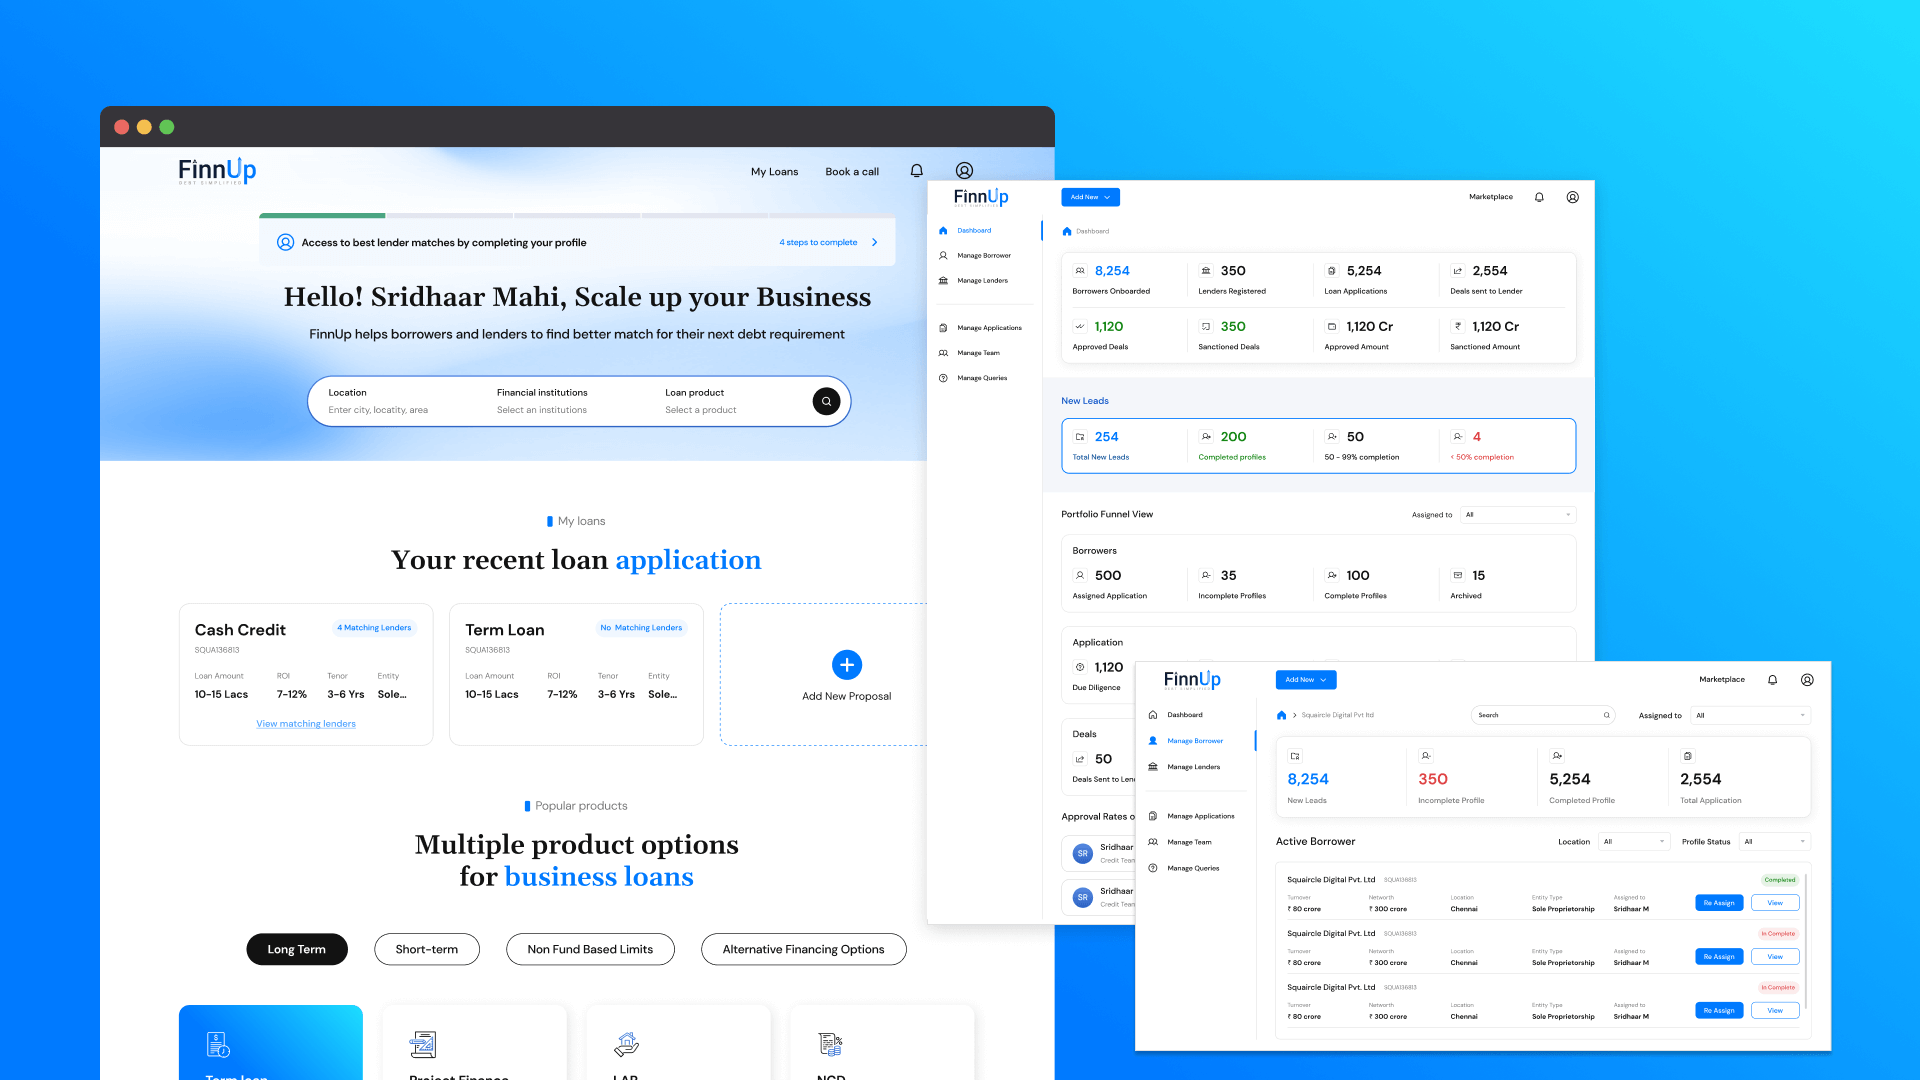 FinnUp
DEBT SIMPLIFIED
My Loans
Book a call
Access to best lender matches by completing your profile
4 steps to complete
Hello! Sridhaar Mahi, Scale up your Business
FinnUp helps borrowers and lenders to find better match for their next debt requirement
Location Financial institutions Loan product
Enter city, locatity, area Select an institutions Select a product
My loans
Your recent loan application
Cash Credit 4 Matching Lenders
SQUA136813
Loan Amount ROI Tenor Entity
10-15 Lacs 7-12% 3-6 Yrs Sole...
View matching lenders
Term Loan No Matching Lenders
SQUA136813
Loan Amount ROI Tenor Entity
10-15 Lacs 7-12% 3-6 Yrs Sole...
Add New Proposal
Popular products
Multiple product options
for business loans
Long Term Short-term Non Fund Based Limits Alternative Financing Options
Term loan Project Finance LAP NCD
FinnUp
DEBT SIMPLIFIED
Add New
Marketplace
Dashboard
Manage Borrower
Manage Lenders
Manage Applications
Manage Team
Manage Queries
Dashboard
8,254 350 5,254 2,554
Borrowers Onboarded Lenders Registered Loan Applications Deals sent to Lender
1,120 350 1,120 Cr 1,120 Cr
Approved Deals Sanctioned Deals Approved Amount Sanctioned Amount
New Leads
254 200 50 4
Total New Leads Completed profiles 50 - 99% completion < 50% completion
Portfolio Funnel View Assigned to All
Borrowers
500 35 100 15
Assigned Application Incomplete Profiles Complete Profiles Archived
Application
1,120
Due Diligence
Deals
50
Deals Sent to Len
Approval Rates o
SR Sridhaar
Credit Team
SR Sridhaar
Credit Team
FinnUp
DEBT SIMPLIFIED
Add New
Marketplace
Dashboard
Manage Borrower
Manage Lenders
Manage Applications
Manage Team
Manage Queries
Squaircle Digital Pvt ltd
Search
Assigned to All
8,254 350 5,254 2,554
New Leads Incomplete Profile Completed Profile Total Application
Active Borrower Location All Profile Status All
Squaircle Digital Pvt. Ltd SQUA136813 Completed
Turnover Networth Location Entity Type Assigned to
₹ 80 crore ₹ 300 crore Chennai Sole Proprietorship Sridhaar M Re Assign View
Squaircle Digital Pvt. Ltd SQUA136813 In Complete
Turnover Networth Location Entity Type Assigned to
₹ 80 crore ₹ 300 crore Chennai Sole Proprietorship Sridhaar M Re Assign View
Squaircle Digital Pvt. Ltd SQUA136813 In Complete
Turnover Networth Location Entity Type Assigned to
₹ 80 crore ₹ 300 crore Chennai Sole Proprietorship Sridhaar M Re Assign View